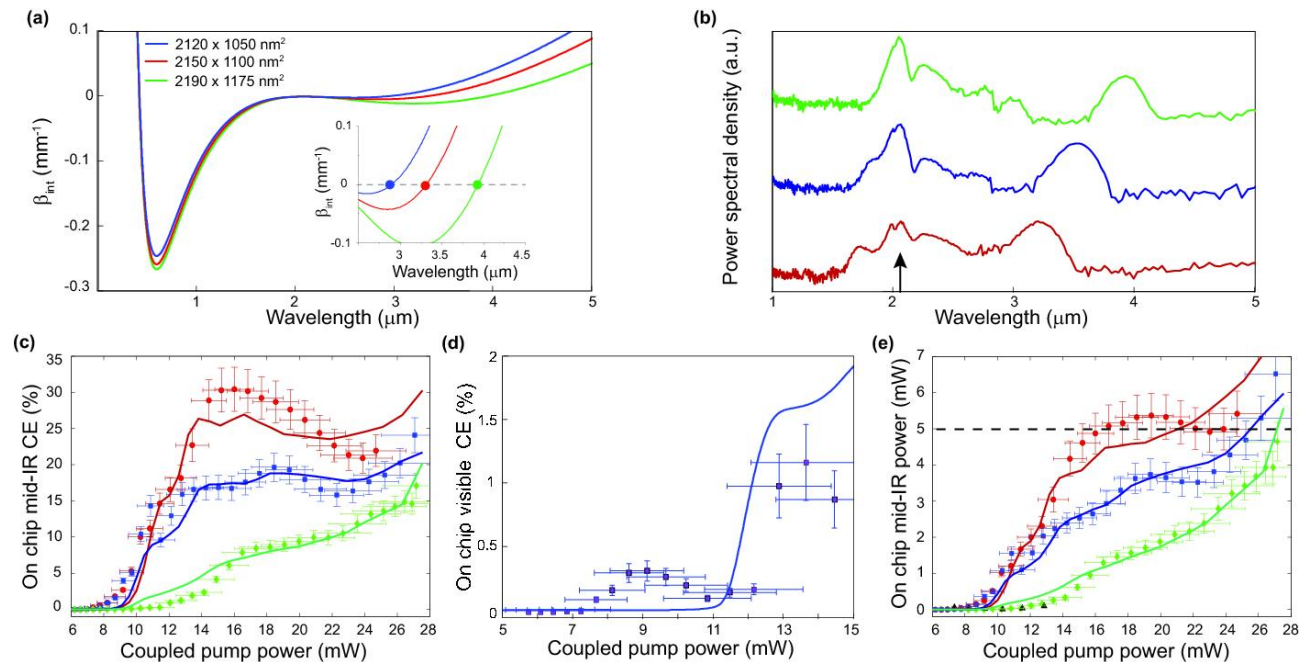 (a)
0.1
0
-0.1
-0.2
-0.3
β_int (mm⁻¹)
2120 x 1050 nm²
2150 x 1100 nm²
2190 x 1175 nm²
1
2
3
4
5
Wavelength (μm)
0.1
0
-0.1
β_int (mm⁻¹)
3
3.5
4
4.5
Wavelength (μm)
(b)
Power spectral density (a.u.)
1
2
3
4
5
Wavelength (μm)
(c)
On chip mid-IR CE (%)
35
30
25
20
15
10
5
0
6 8 10 12 14 16 18 20 22 24 26 28
Coupled pump power (mW)
(d)
On chip visible CE (%)
2
1.5
1
0.5
0
5 7 9 11 13 15
Coupled pump power (mW)
(e)
On chip mid-IR power (mW)
7
6
5
4
3
2
1
0
6 8 10 12 14 16 18 20 22 24 26 28
Coupled pump power (mW)